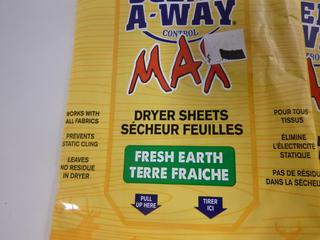 A-WAY®
CONTROL
MAX
DRYER SHEETS
SÉCHEUR FEUILLES
FRESH EARTH
TERRE FRAICHE
PULL
UP HERE
TIRER
ICI
WORKS WITH
ALL FABRICS
PREVENTS
STATIC CLING
LEAVES
NO RESIDUE
IN DRYER
POUR TOUS
TISSUS
ÉLIMINE
L'ÉLECTRICITÉ
STATIQUE
PAS DE RÉSIDU
DANS LA SÉCHEU